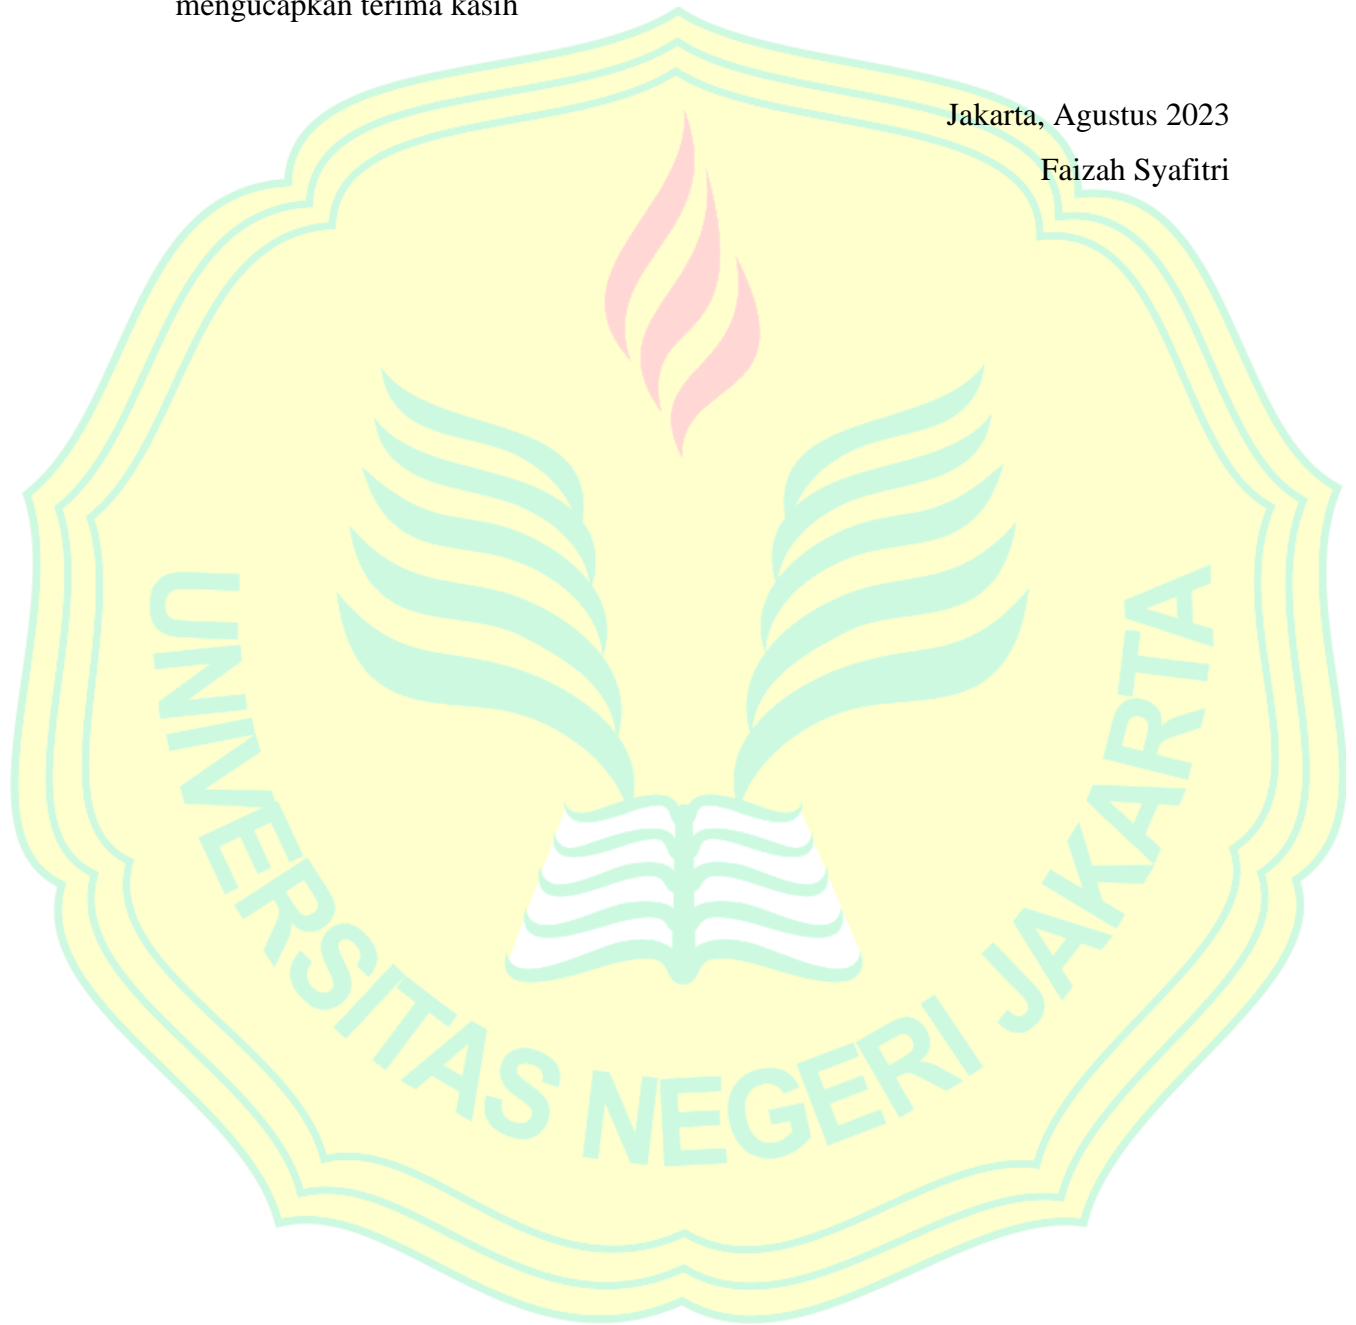 mengucapkan terima kasih
Jakarta, Agustus 2023
Faizah Syafitri
UNIVERSITAS NEGERI JAKARTA